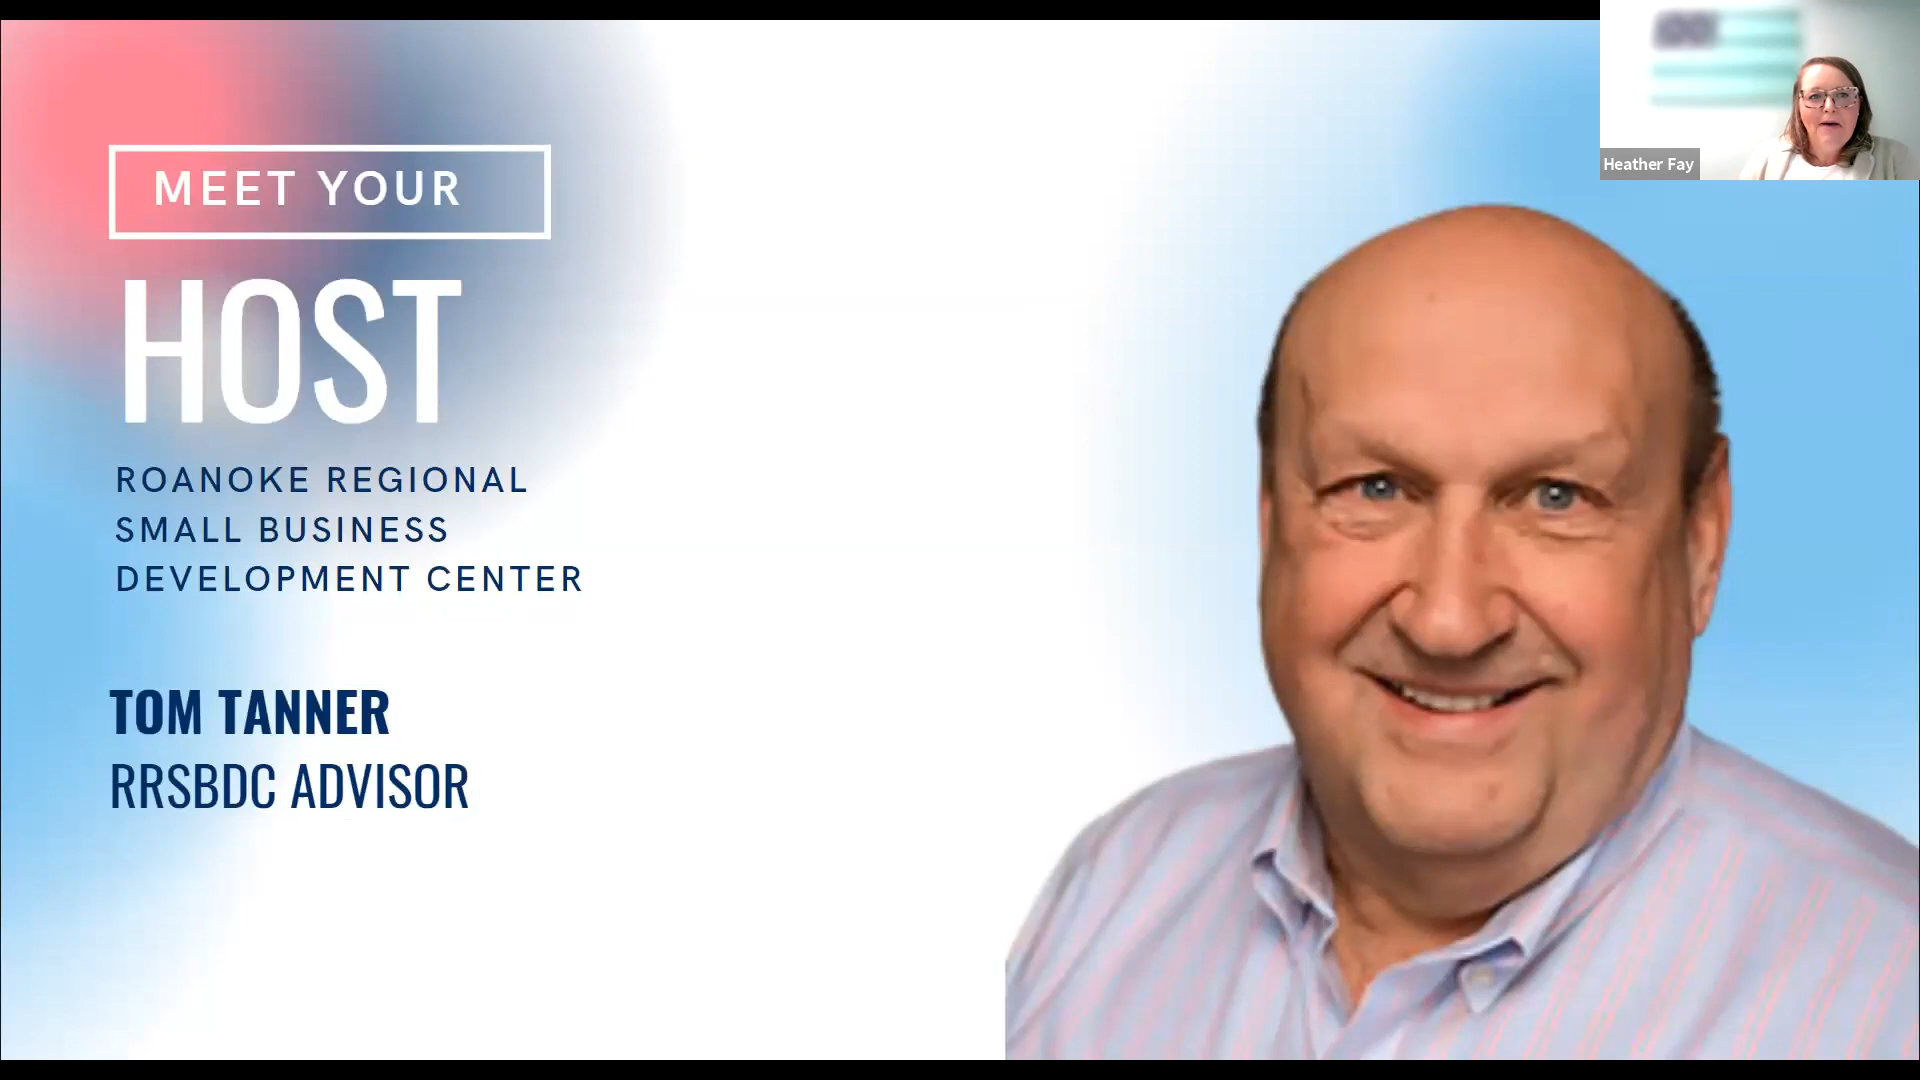 MEET YOUR
HOST
ROANOKE REGIONAL
SMALL BUSINESS
DEVELOPMENT CENTER
TOM TANNER
RRSBDC ADVISOR
Heather Fay